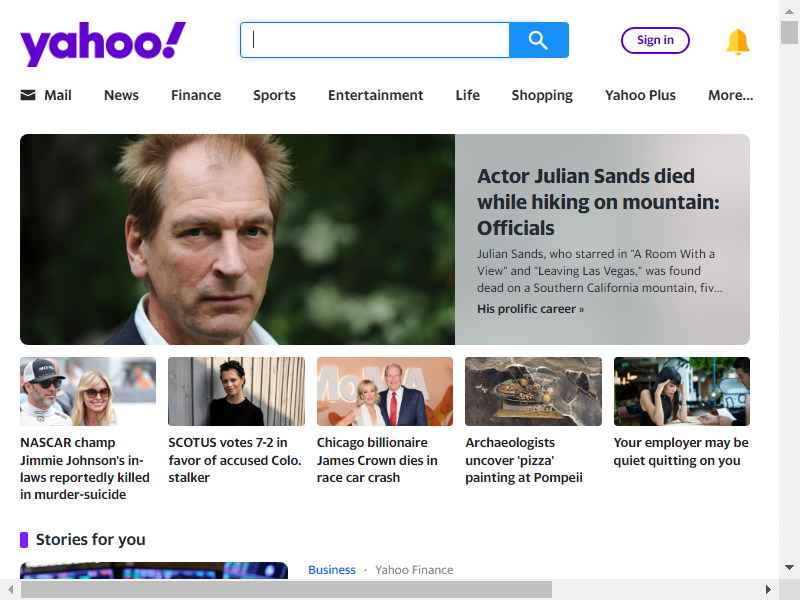 yahoo!
Sign in
Mail News Finance Sports Entertainment Life Shopping Yahoo Plus More...
Actor Julian Sands died
while hiking on mountain:
Officials
Julian Sands, who starred in "A Room With a
View" and "Leaving Las Vegas," was found
dead on a Southern California mountain, fiv...
His prolific career »
MoMA
NASCAR champ
Jimmie Johnson's in-
laws reportedly killed
in murder-suicide
SCOTUS votes 7-2 in
favor of accused Colo.
stalker
Chicago billionaire
James Crown dies in
race car crash
Archaeologists
uncover 'pizza'
painting at Pompeii
Your employer may be
quiet quitting on you
Stories for you
Business · Yahoo Finance